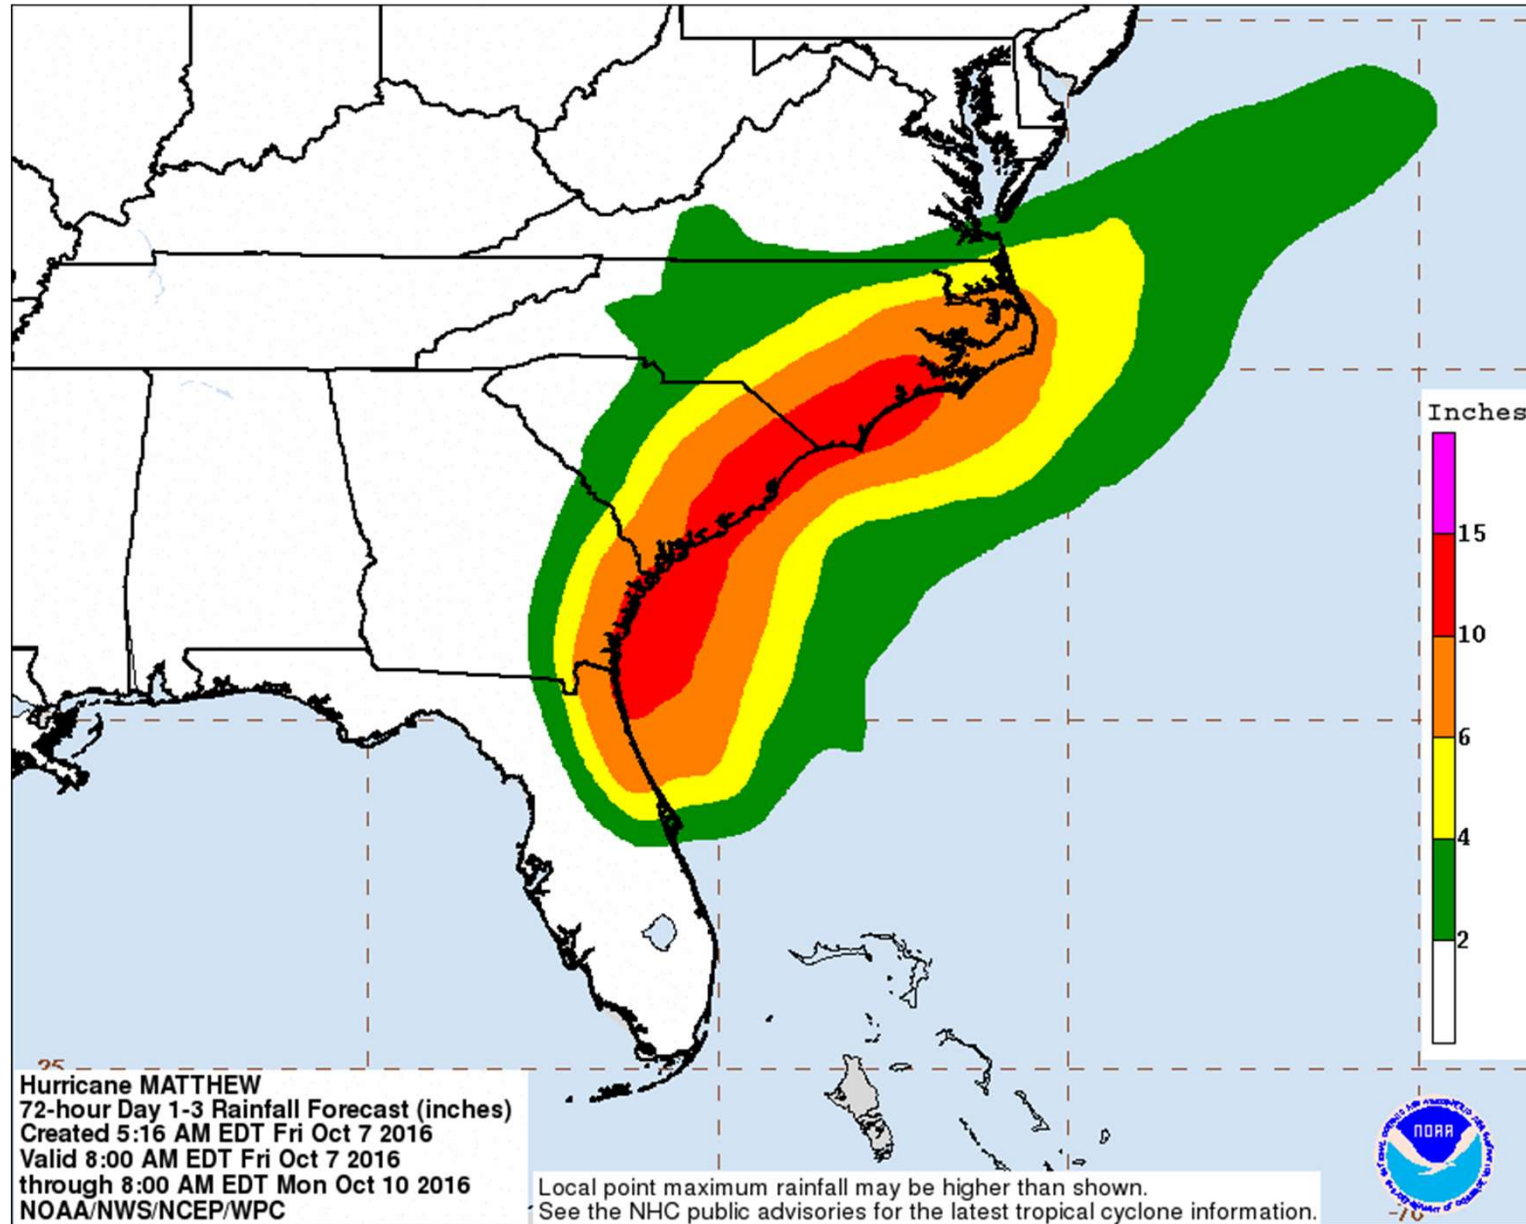 Inches
15
10
6
4
2
Hurricane MATTHEW
72-hour Day 1-3 Rainfall Forecast (inches)
Created 5:16 AM EDT Fri Oct 7 2016
Valid 8:00 AM EDT Fri Oct 7 2016
through 8:00 AM EDT Mon Oct 10 2016
NOAA/NWS/NCEP/WPC
Local point maximum rainfall may be higher than shown.
See the NHC public advisories for the latest tropical cyclone information.
NOAA